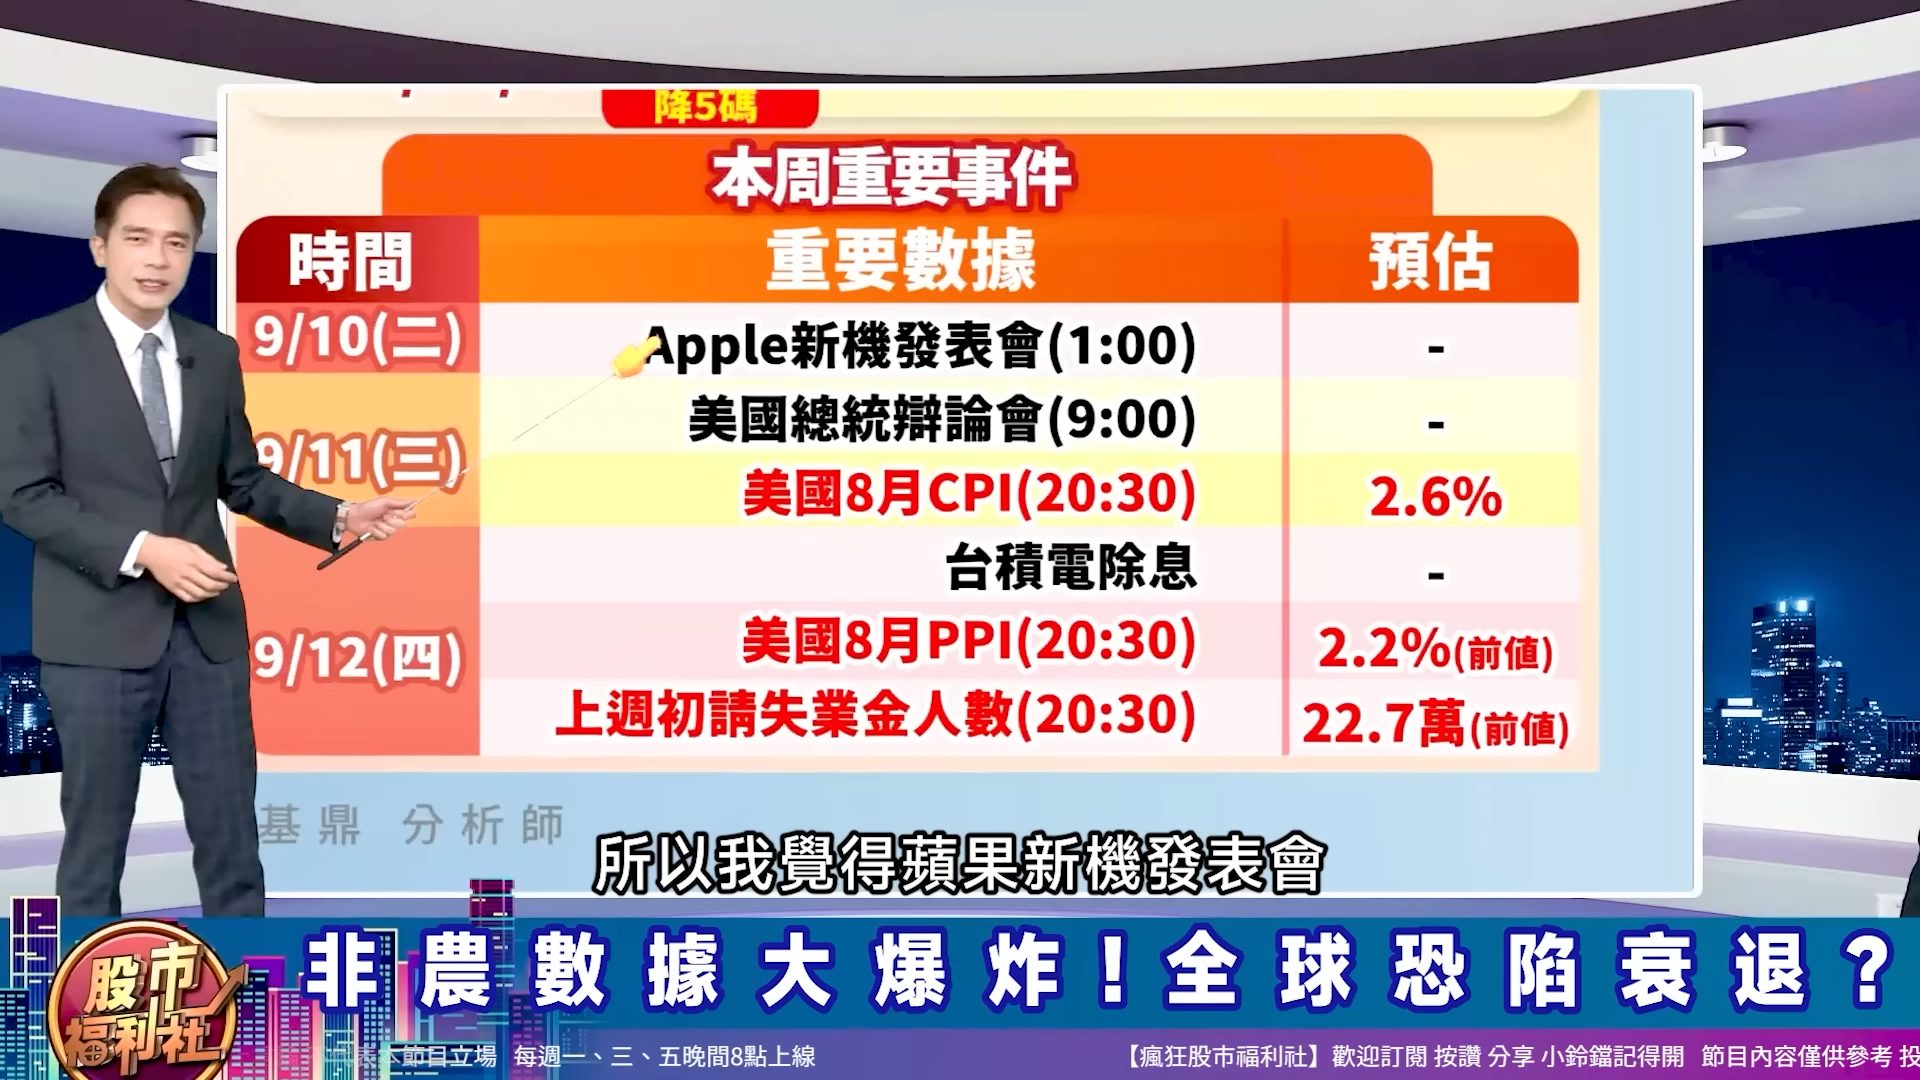 降5碼
本周重要事件
時間 重要數據 預估
9/10(二) Apple新機發表會(1:00) -
9/11(三) 美國總統辯論會(9:00) -
美國8月CPI(20:30) 2.6%
9/12(四) 台積電除息 -
美國8月PPI(20:30) 2.2%(前值)
上週初請失業金人數(20:30) 22.7萬(前值)
基鼎 分析師
所以我覺得蘋果新機發表會
股市福利社
非農數據大爆炸!全球恐陷衰退?
表本節目立場 每週一、三、五晚間8點上線 【瘋狂股市福利社】歡迎訂閱 按讚 分享 小鈴鐺記得開 節目內容僅供參考 投